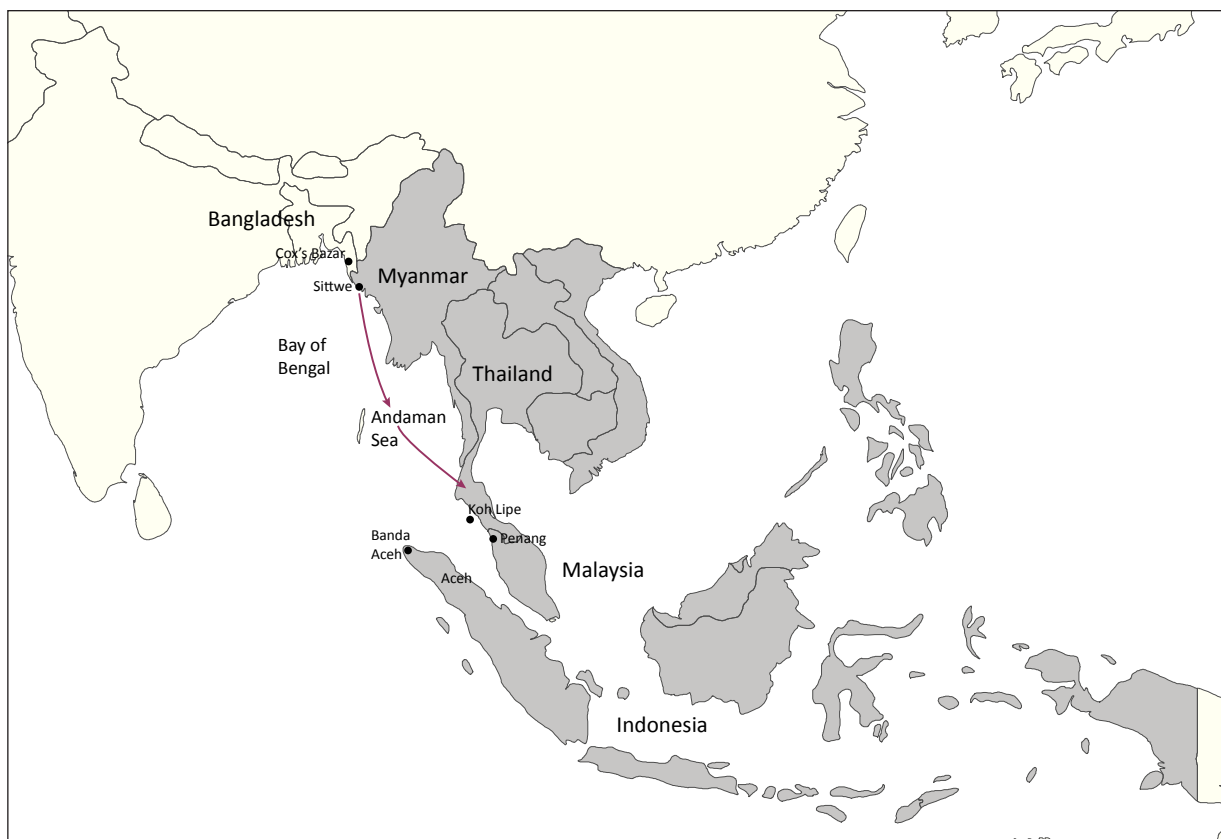 Bangladesh
Cox's Bazar
Myanmar
Sittwe
Bay of
Bengal
Thailand
Andaman
Sea
Koh Lipe
Banda
Aceh
Penang
Malaysia
Aceh
Indonesia